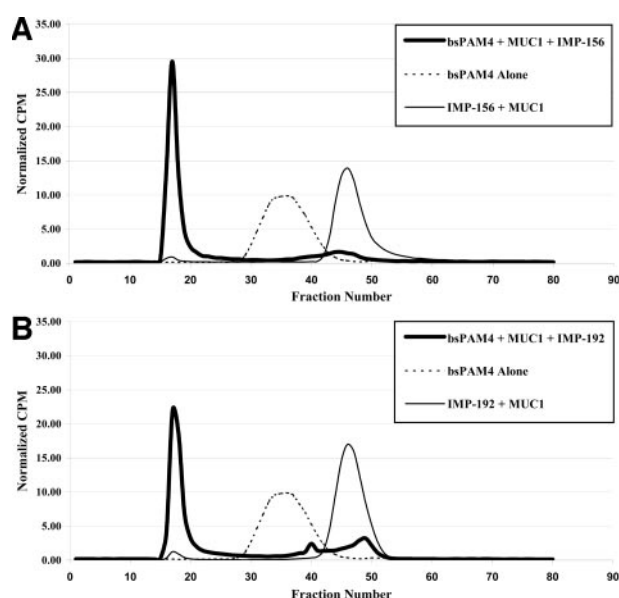 A
35.00
30.00
25.00
20.00
15.00
10.00
5.00
0.00
Normalized CPM
bsPAM4 + MUC1 + IMP-156
bsPAM4 Alone
IMP-156 + MUC1
0 10 20 30 40 50 60 70 80 90
Fraction Number
B
35.00
30.00
25.00
20.00
15.00
10.00
5.00
0.00
Normalized CPM
bsPAM4 + MUC1 + IMP-192
bsPAM4 Alone
IMP-192 + MUC1
0 10 20 30 40 50 60 70 80 90
Fraction Number